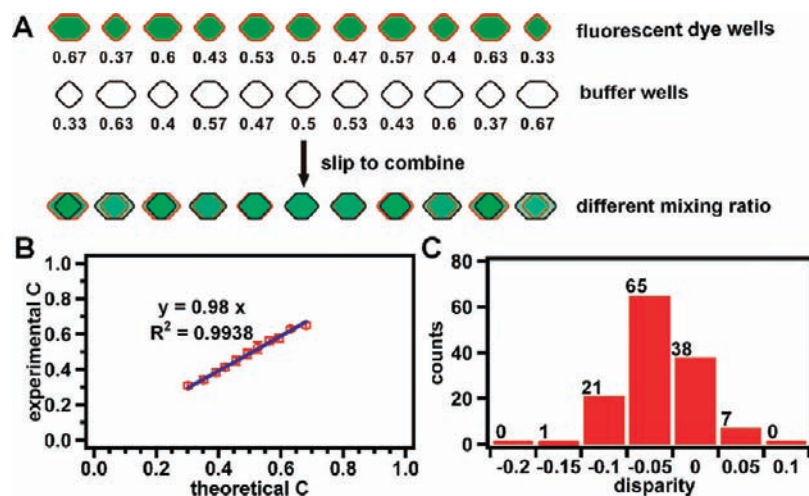 A
fluorescent dye wells
0.67 0.37 0.6 0.43 0.53 0.5 0.47 0.57 0.4 0.63 0.33
buffer wells
0.33 0.63 0.4 0.57 0.47 0.5 0.53 0.43 0.6 0.37 0.67
slip to combine
different mixing ratio
B
1.0
0.8
0.6
0.4
0.2
0.0
experimental C
y = 0.98 x
R² = 0.9938
0.0 0.2 0.4 0.6 0.8 1.0
theoretical C
C
80
60
40
20
0
counts
0 1 21 65 38 7 0
-0.2 -0.15 -0.1 -0.05 0 0.05 0.1
disparity